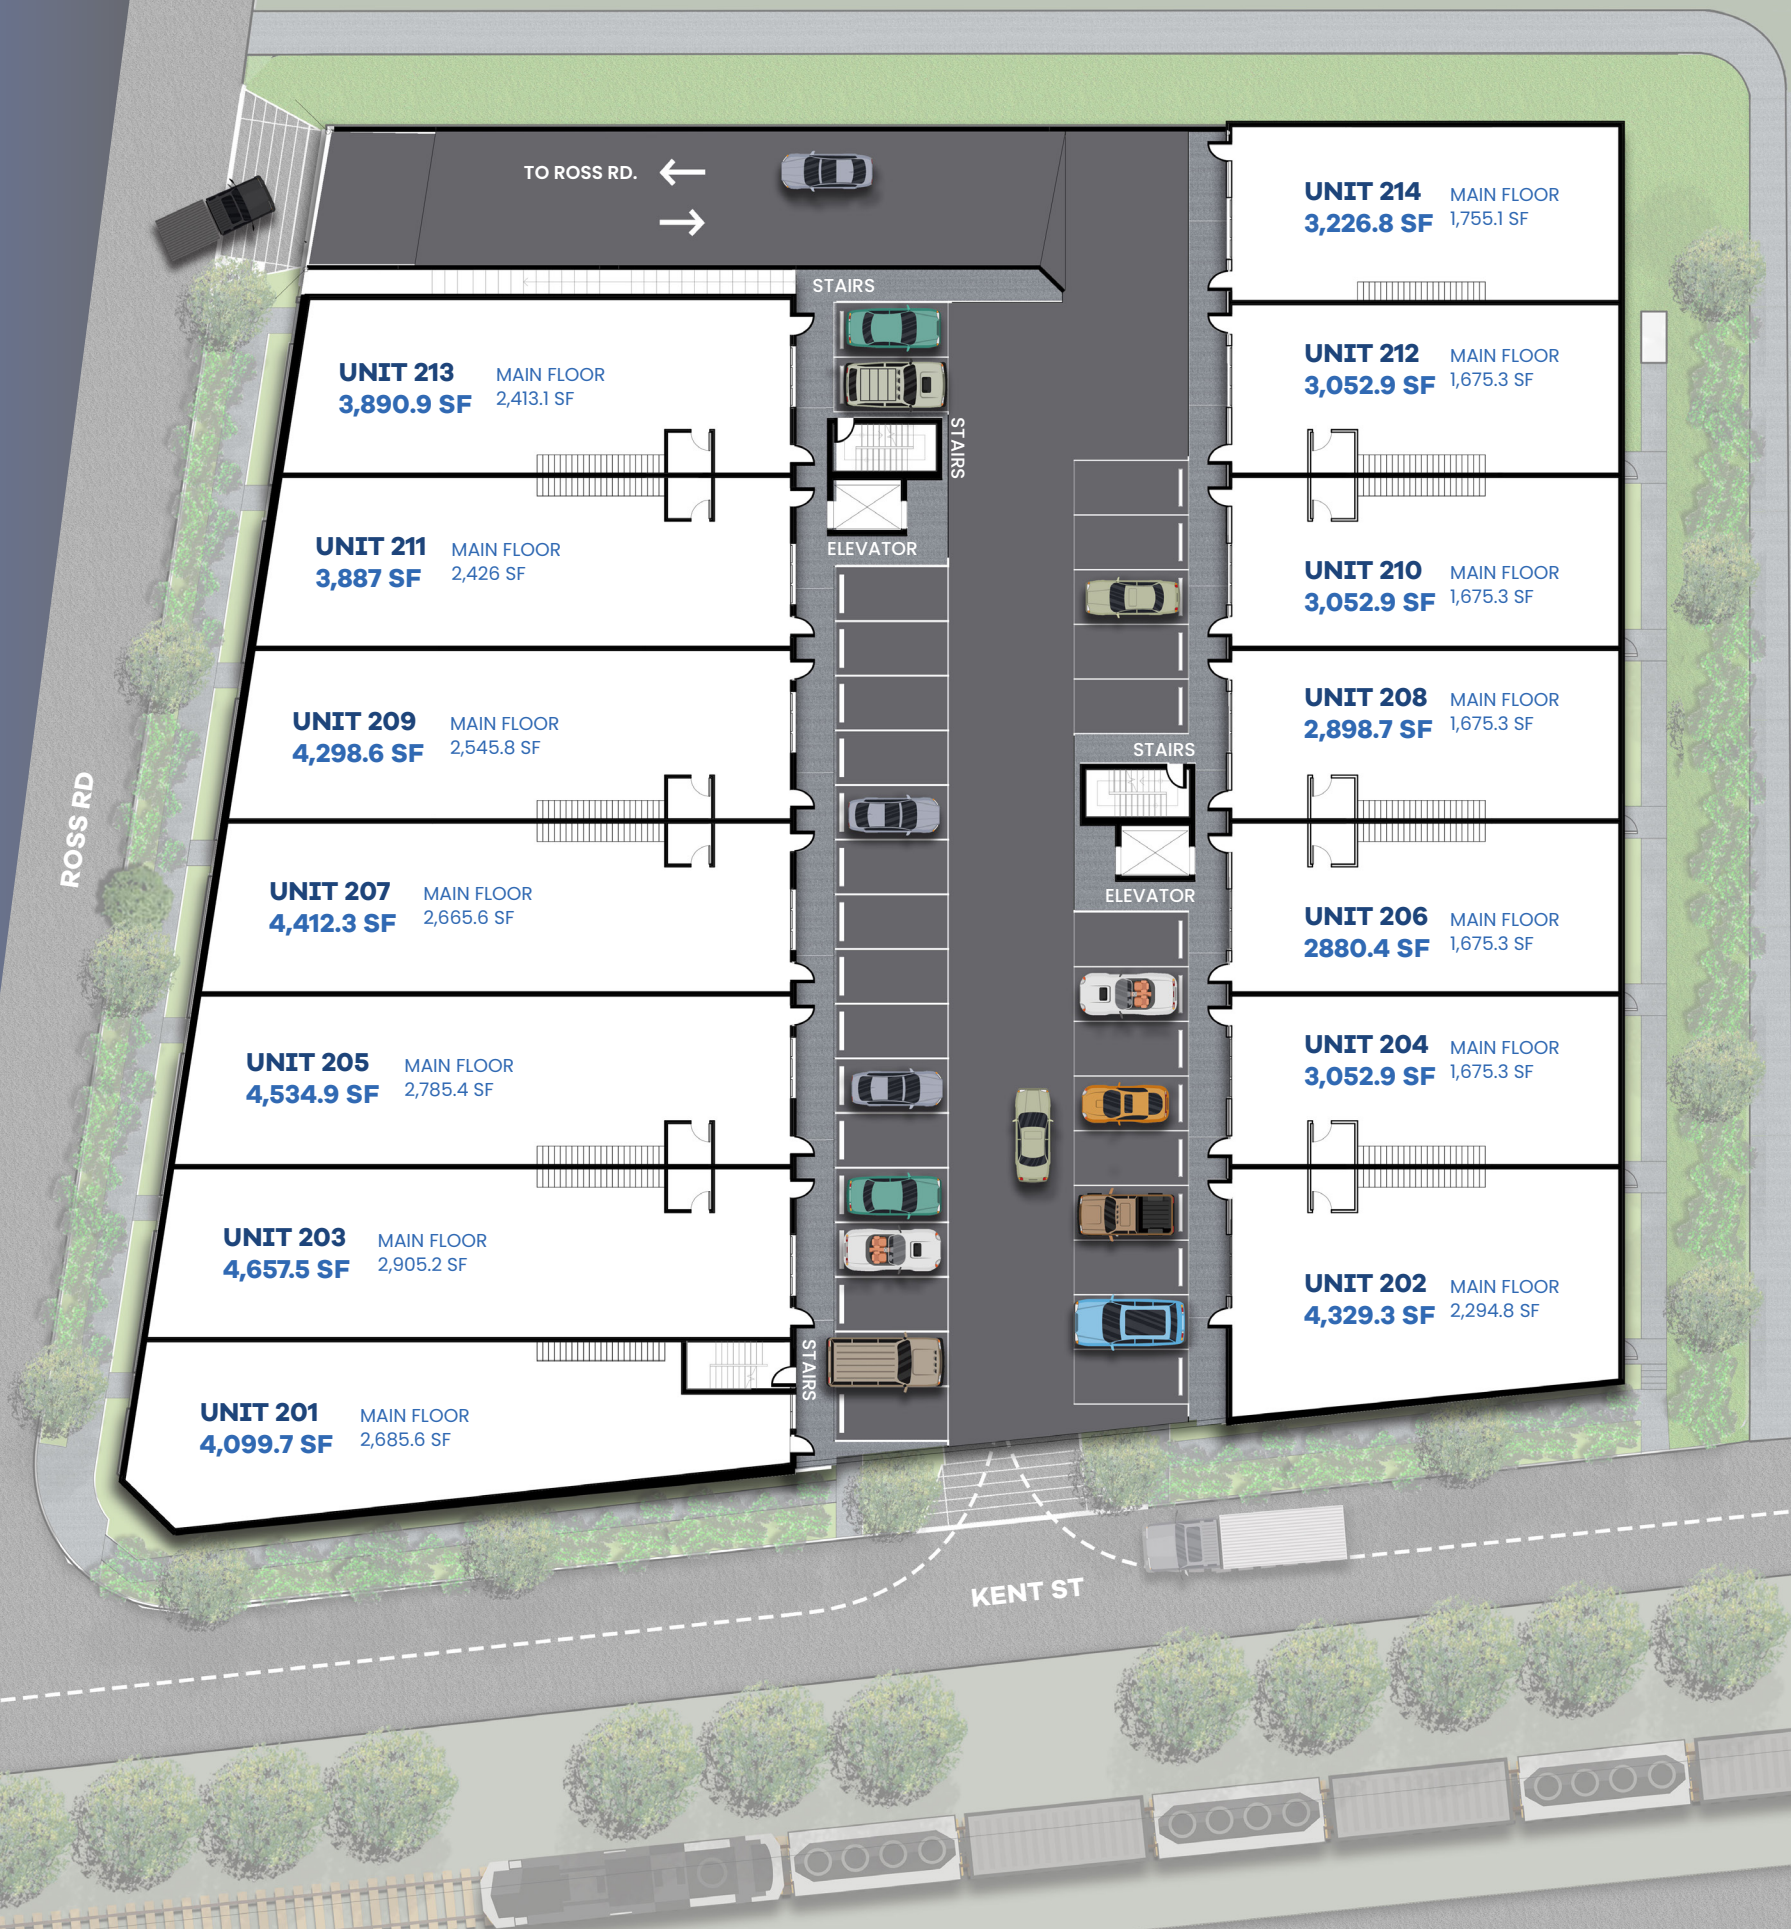 TO ROSS RD.
UNIT 214
3,226.8 SF
MAIN FLOOR
1,755.1 SF
STAIRS
UNIT 213
3,890.9 SF
MAIN FLOOR
2,413.1 SF
STAIRS
UNIT 212
3,052.9 SF
MAIN FLOOR
1,675.3 SF
UNIT 211
3,887 SF
MAIN FLOOR
2,426 SF
ELEVATOR
UNIT 210
3,052.9 SF
MAIN FLOOR
1,675.3 SF
UNIT 209
4,298.6 SF
MAIN FLOOR
2,545.8 SF
STAIRS
UNIT 208
2,898.7 SF
MAIN FLOOR
1,675.3 SF
ROSS RD
UNIT 207
4,412.3 SF
MAIN FLOOR
2,665.6 SF
ELEVATOR
UNIT 206
2880.4 SF
MAIN FLOOR
1,675.3 SF
UNIT 205
4,534.9 SF
MAIN FLOOR
2,785.4 SF
UNIT 204
3,052.9 SF
MAIN FLOOR
1,675.3 SF
UNIT 203
4,657.5 SF
MAIN FLOOR
2,905.2 SF
UNIT 202
4,329.3 SF
MAIN FLOOR
2,294.8 SF
STAIRS
UNIT 201
4,099.7 SF
MAIN FLOOR
2,685.6 SF
KENT ST